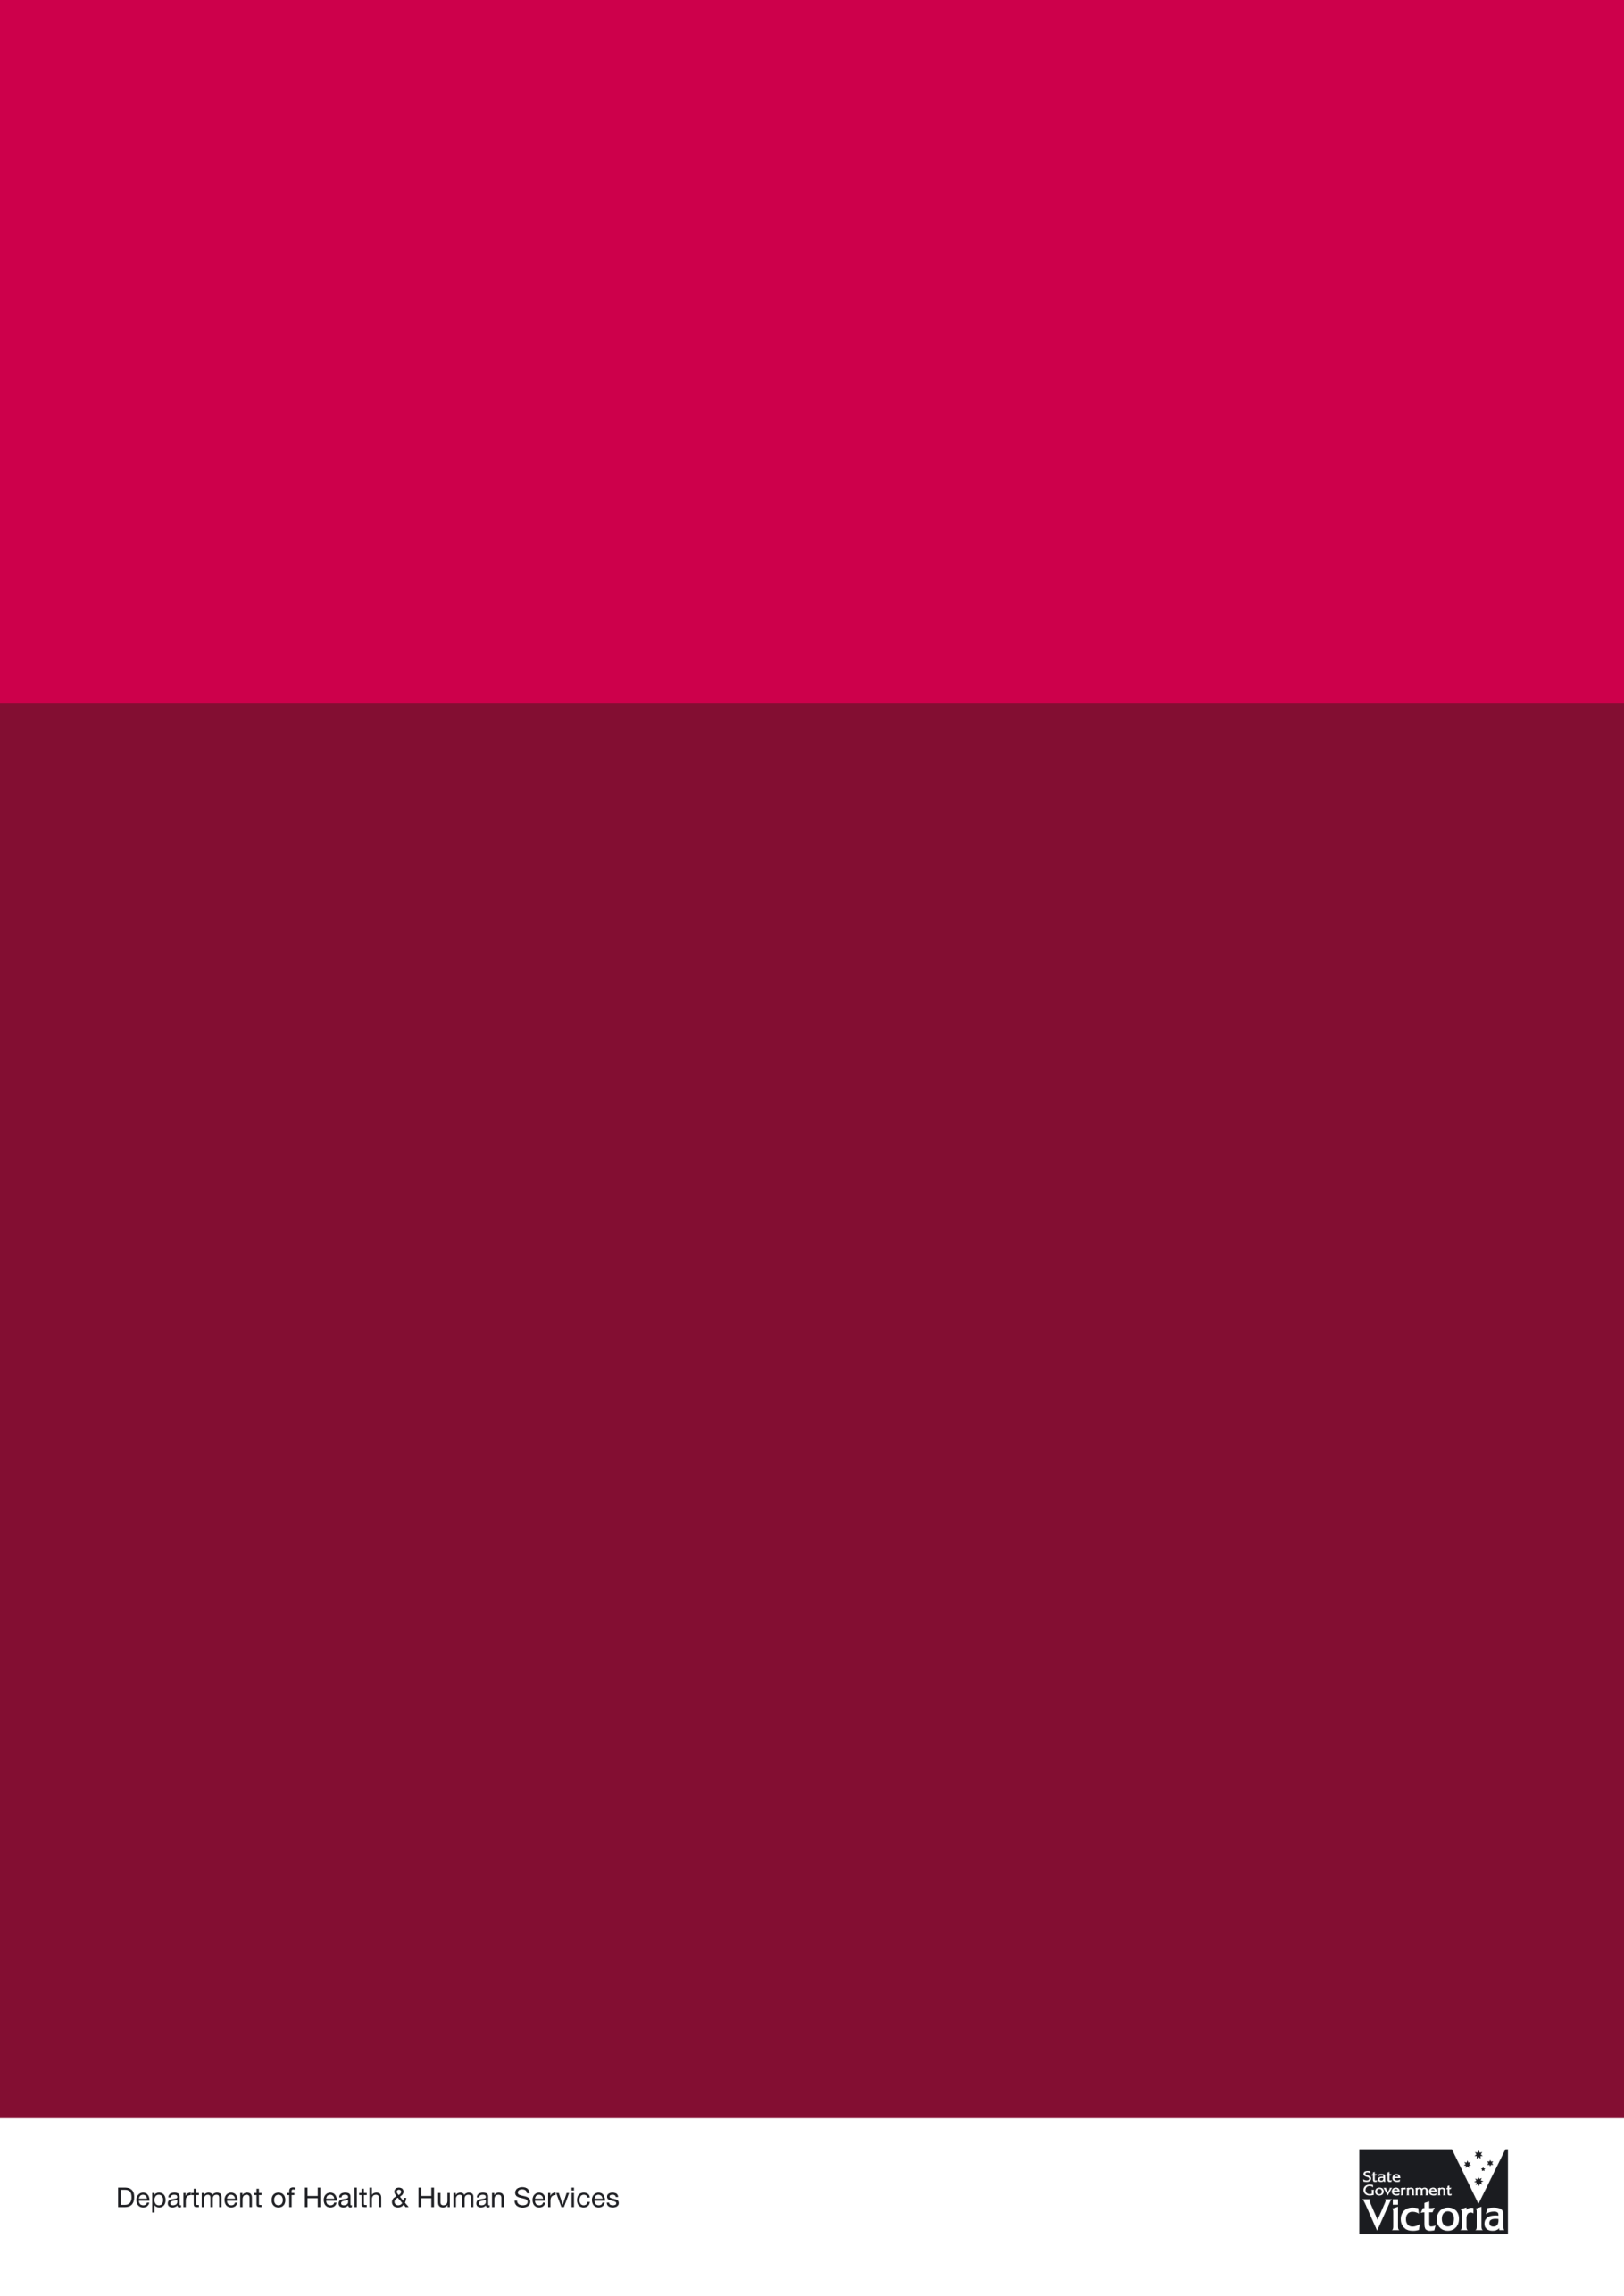 Department of Health & Human Services
State
Government
Victoria